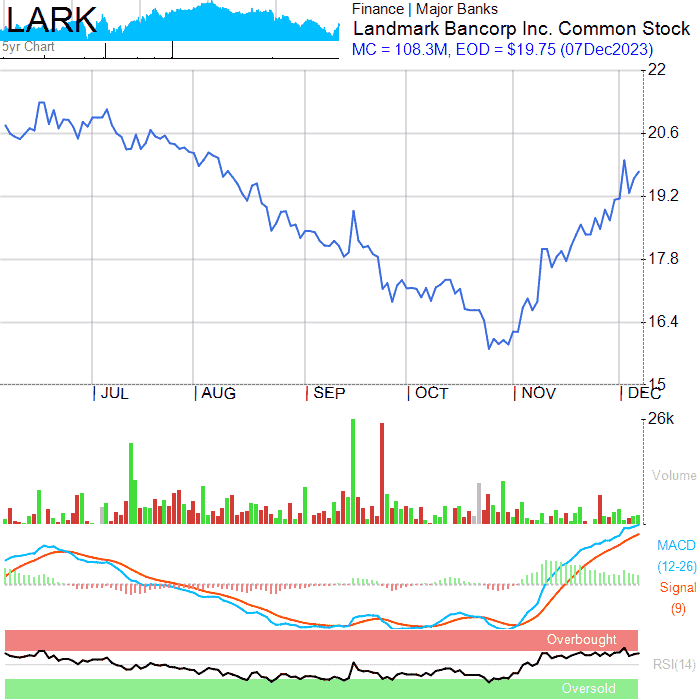 LARK
5yr Chart
Finance | Major Banks
Landmark Bancorp Inc. Common Stock
MC = 108.3M, EOD = $19.75 (07Dec2023)
22
20.6
19.2
17.8
16.4
15
JUL AUG SEP OCT NOV DEC
26k
Volume
MACD
(12-26)
Signal
(9)
Overbought
RSI(14)
Oversold